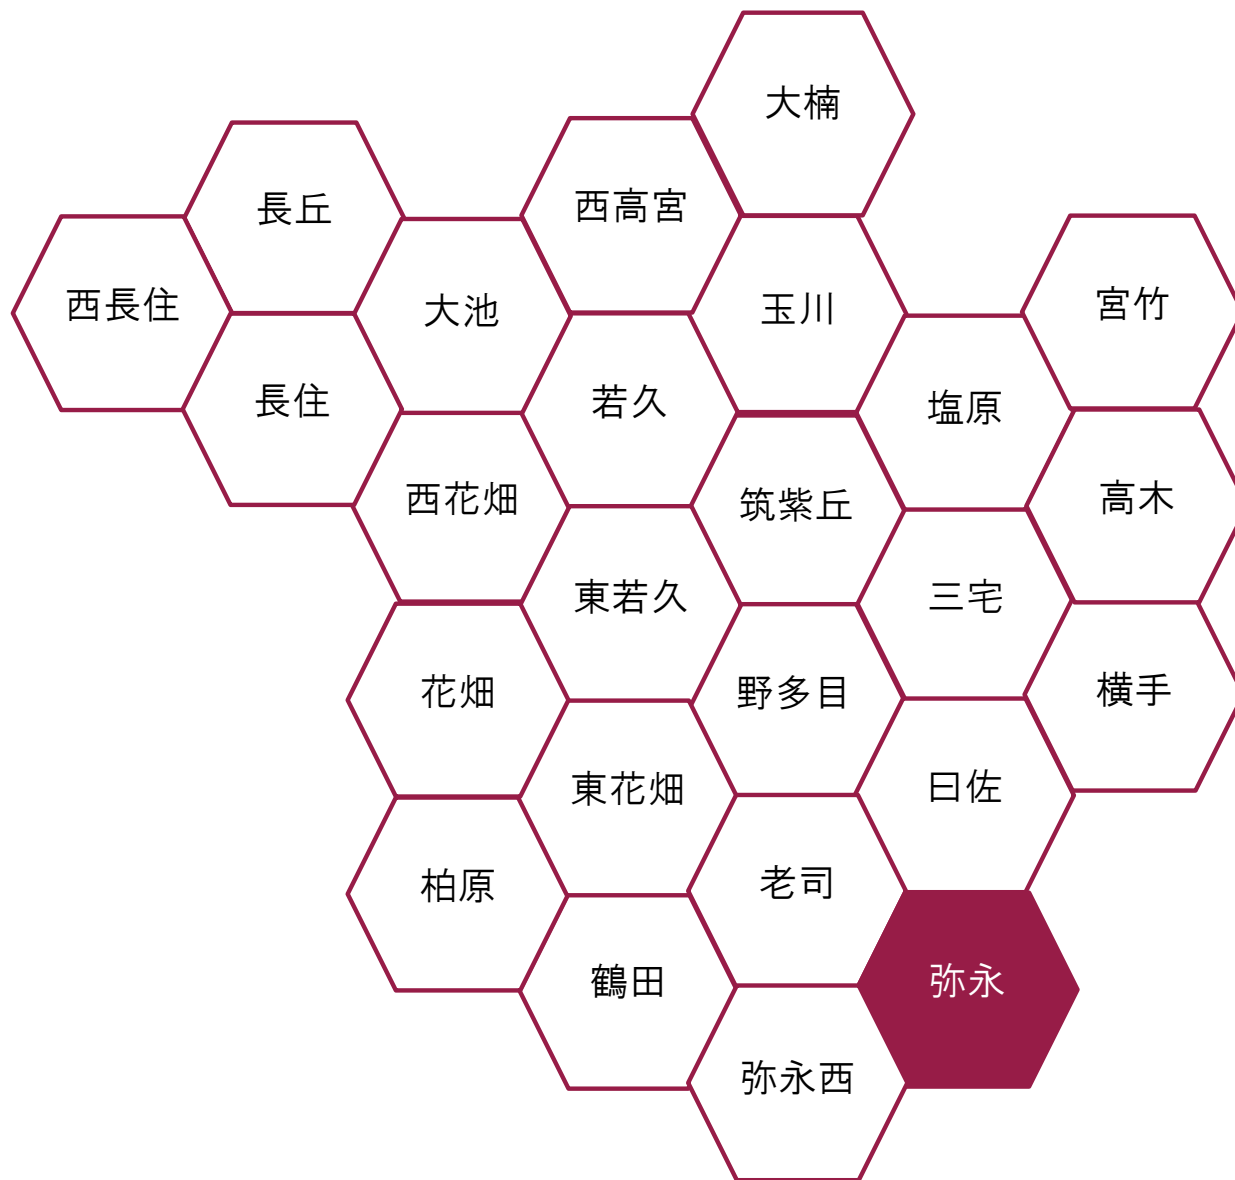 大楠
西高宮
長丘
西長住
大池
玉川
宮竹
長住
若久
塩原
西花畑
筑紫丘
高木
東若久
三宅
花畑
野多目
横手
東花畑
曰佐
柏原
老司
鶴田
弥永
弥永西